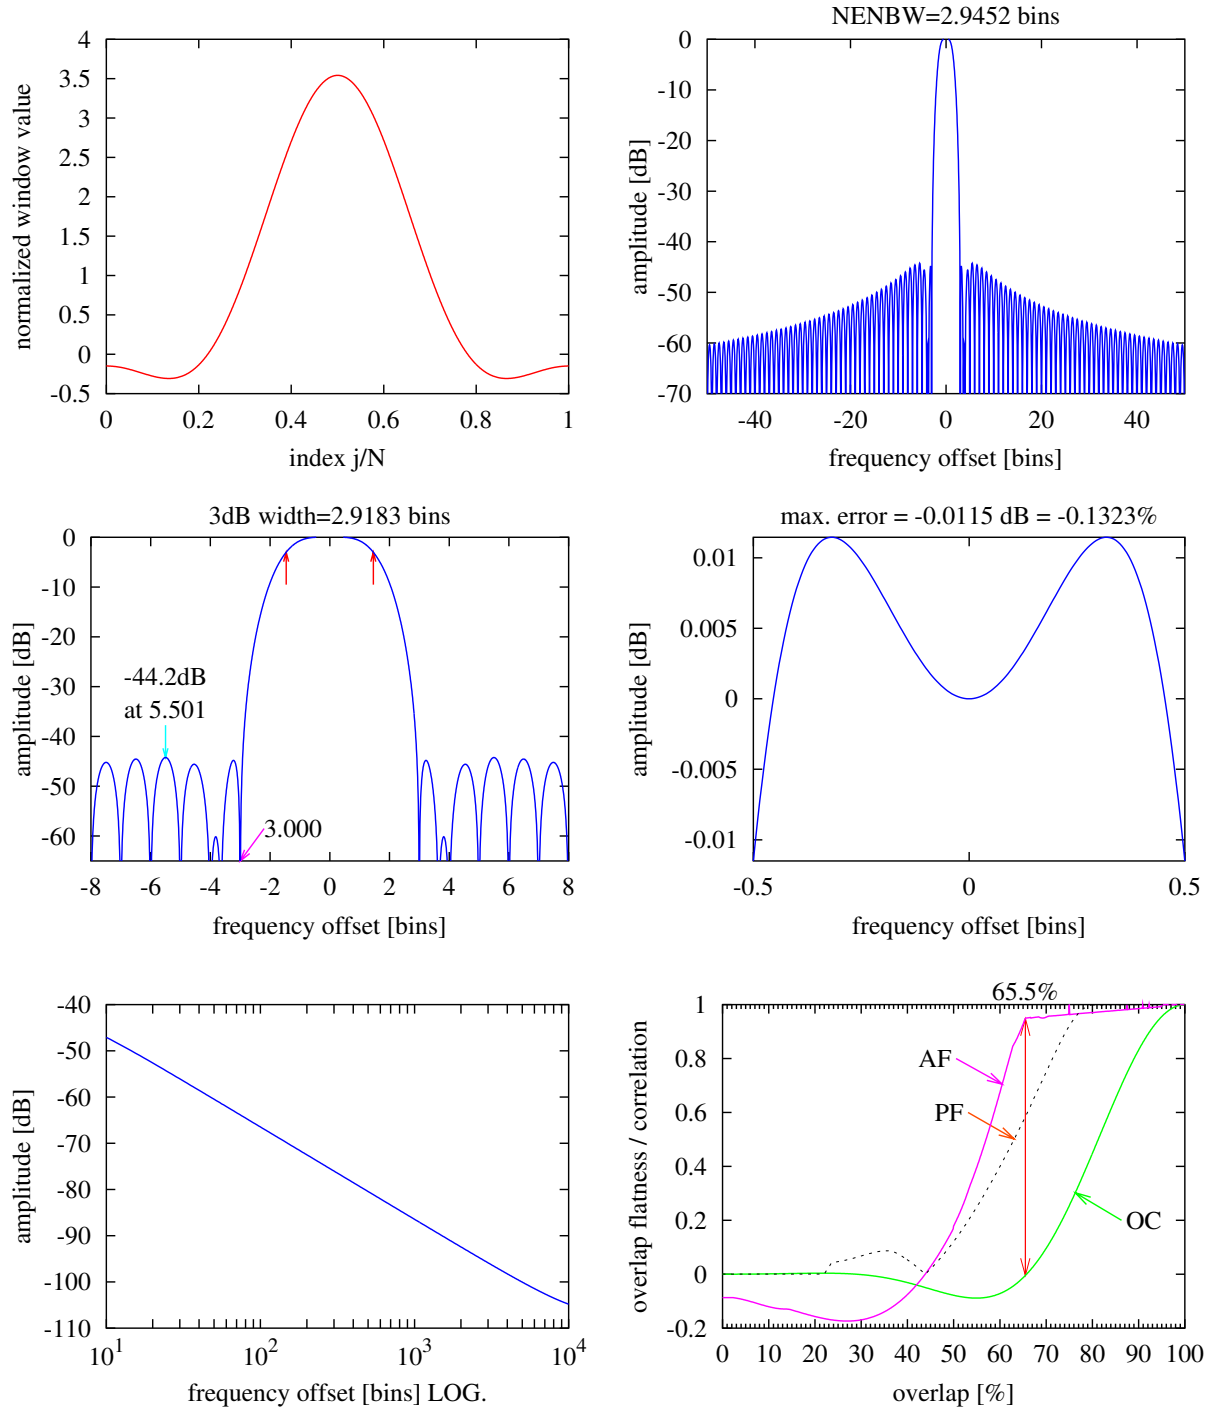 4
3.5
3
2.5
2
1.5
1
0.5
0
-0.5
normalized window value
0 0.2 0.4 0.6 0.8 1
index j/N
NENBW=2.9452 bins
0
-10
-20
-30
-40
-50
-60
-70
amplitude [dB]
-40 -20 0 20 40
frequency offset [bins]
3dB width=2.9183 bins
0
-10
-20
-30
-40
-50
-60
amplitude [dB]
-44.2dB
at 5.501
3.000
-8 -6 -4 -2 0 2 4 6 8
frequency offset [bins]
max. error = -0.0115 dB = -0.1323%
0.01
0.005
0
-0.005
-0.01
amplitude [dB]
-0.5 0 0.5
frequency offset [bins]
-40
-50
-60
-70
-80
-90
-100
-110
amplitude [dB]
10¹ 10² 10³ 10⁴
frequency offset [bins] LOG.
65.5%
1
0.8
0.6
0.4
0.2
0
-0.2
overlap flatness / correlation
AF
PF
OC
0 10 20 30 40 50 60 70 80 90 100
overlap [%]